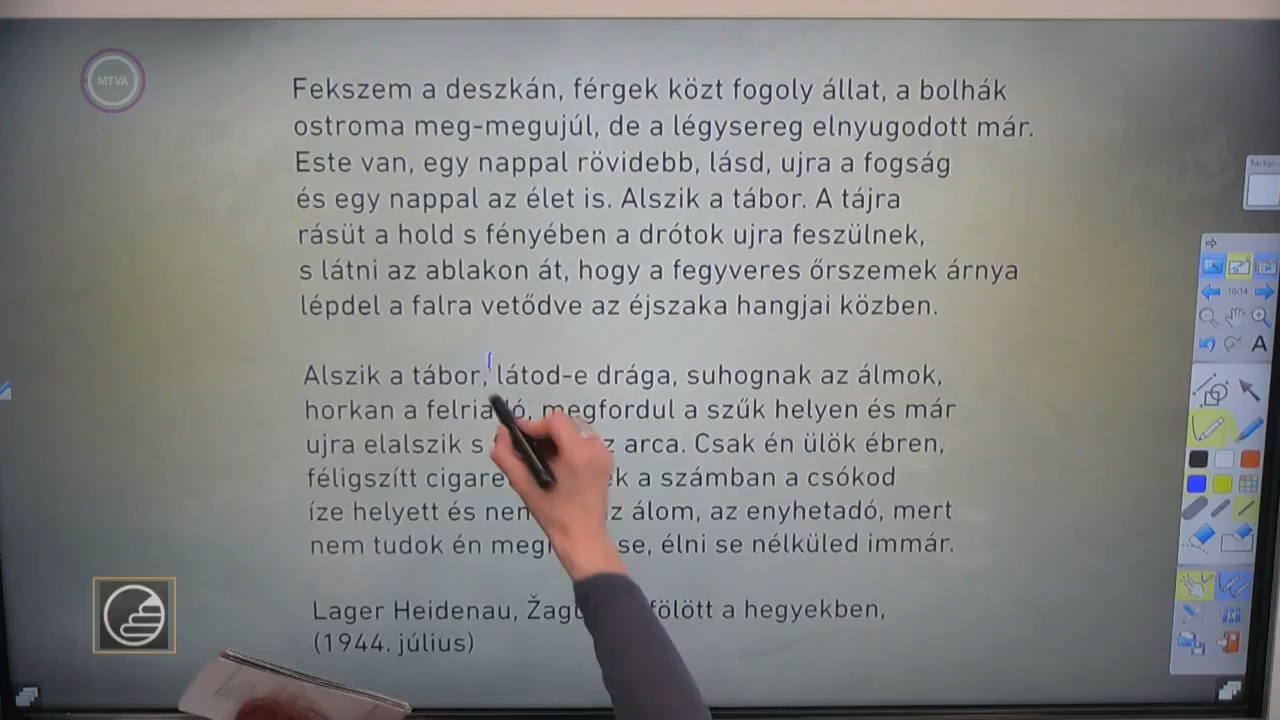 MTVA
Fekszem a deszkán, férgek közt fogoly állat, a bolhák
ostroma meg-megujúl, de a légysereg elnyugodott már.
Este van, egy nappal rövidebb, lásd, ujra a fogság
és egy nappal az élet is. Alszik a tábor. A tájra
rásüt a hold s fényében a drótok ujra feszülnek,
s látni az ablakon át, hogy a fegyveres őrszemek árnya
lépdel a falra vetődve az éjszaka hangjai közben.
Alszik a tábor, látod-e drága, suhognak az álmok,
horkan a megfordul a szűk helyen és már
ujra elalszik s arca. Csak én ülök ébren,
féligszítt a számban a csókod
íze helyett és az álom, az enyhetadó, mert
nem tudok én se, élni se nélküled immár.
Lager Heidenau, fölött a hegyekben,
(1944. július)
10/14
A